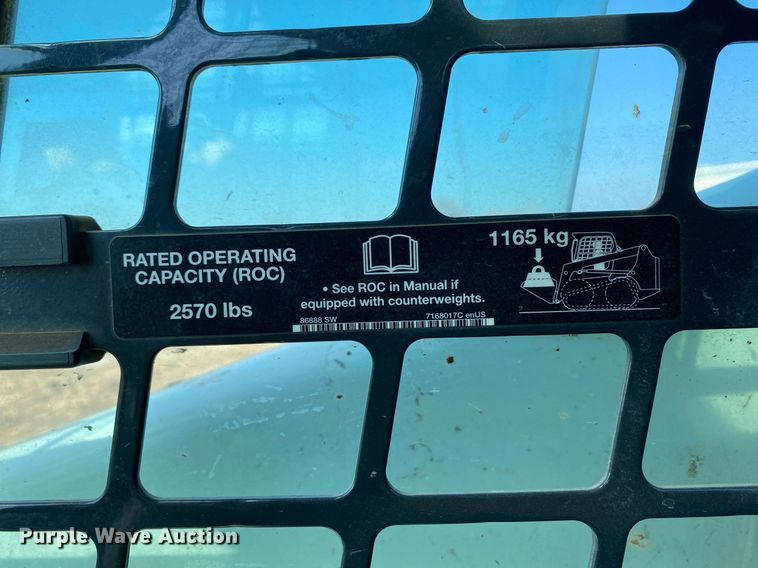 RATED OPERATING
CAPACITY (ROC)
2570 lbs
• See ROC in Manual if
equipped with counterweights.
86888 SW
7168017C enUS
1165 kg
Purple Wave Auction